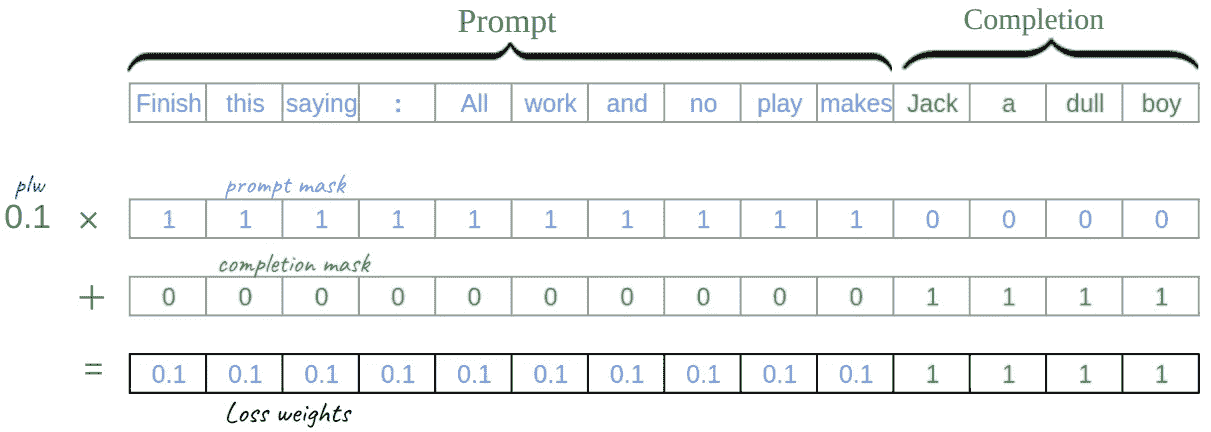 Prompt Completion
Finish this saying : All work and no play makes Jack a dull boy
plw
prompt mask
0.1 × 1 1 1 1 1 1 1 1 1 1 0 0 0 0
completion mask
+ 0 0 0 0 0 0 0 0 0 0 1 1 1 1
= 0.1 0.1 0.1 0.1 0.1 0.1 0.1 0.1 0.1 0.1 1 1 1 1
Loss weights